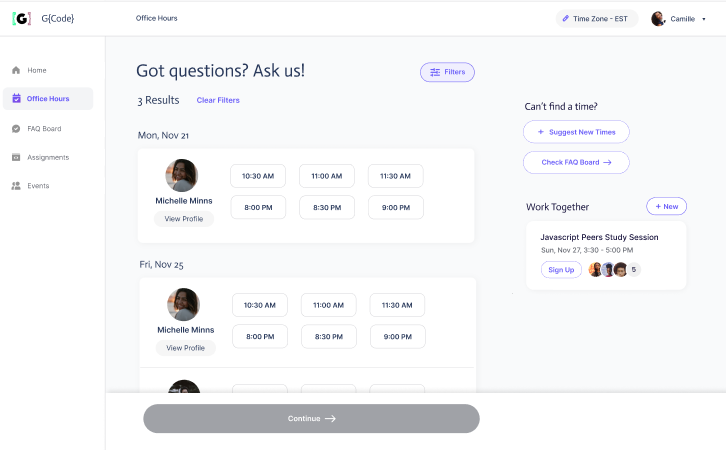 G G{Code}
Office Hours
Time Zone - EST
Camille
Home
Office Hours
FAQ Board
Assignments
Events
Got questions? Ask us!
Filters
3 Results Clear Filters
Mon, Nov 21
Michelle Minns
View Profile
10:30 AM 11:00 AM 11:30 AM
8:00 PM 8:30 PM 9:00 PM
Fri, Nov 25
Michelle Minns
View Profile
10:30 AM 11:00 AM 11:30 AM
8:00 PM 8:30 PM 9:00 PM
Continue
Can't find a time?
+ Suggest New Times
Check FAQ Board
Work Together
+ New
Javascript Peers Study Session
Sun, Nov 27, 3:30 - 5:00 PM
Sign Up
5